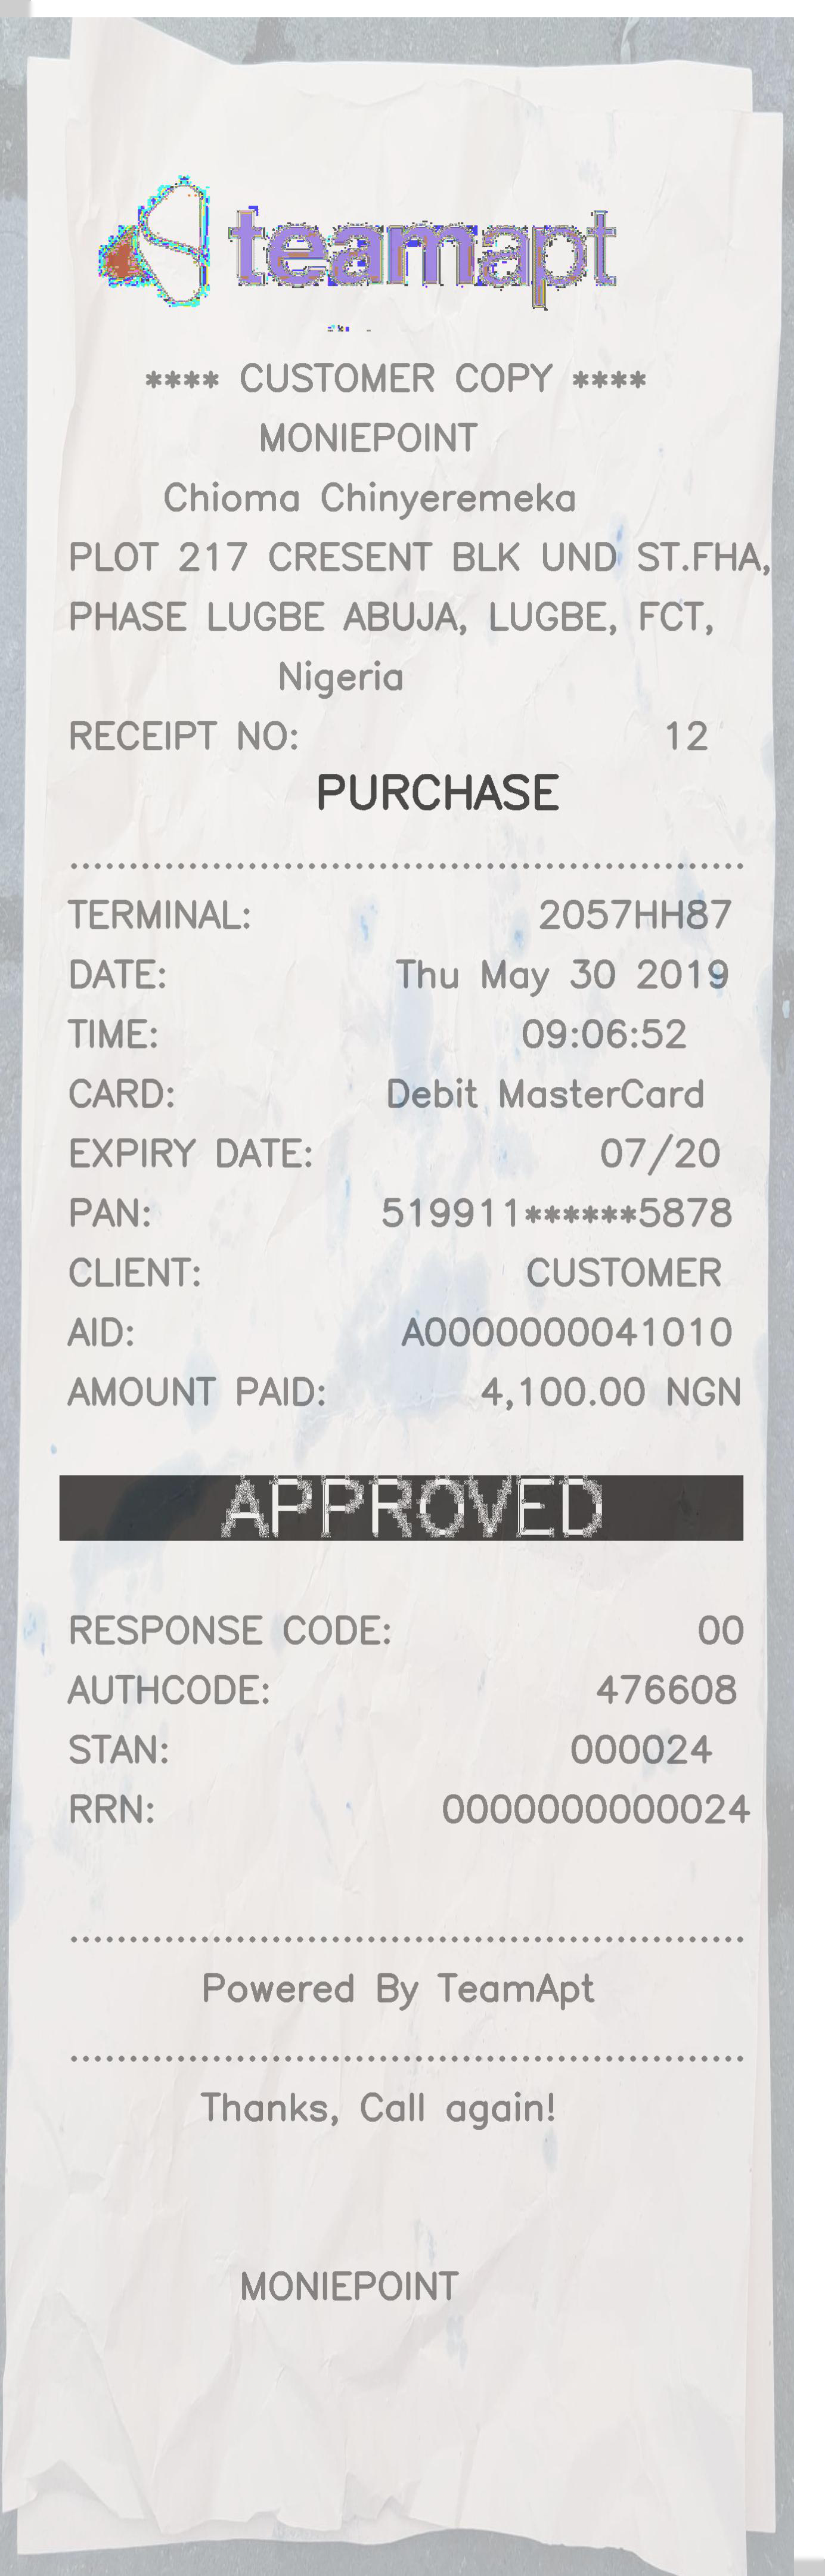 teamapt
**** CUSTOMER COPY ****
MONIEPOINT
Chioma Chinyeremeka
PLOT 217 CRESENT BLK UND ST.FHA,
PHASE LUGBE ABUJA, LUGBE, FCT,
Nigeria
RECEIPT NO: 12
PURCHASE
TERMINAL: 2057HH87
DATE: Thu May 30 2019
TIME: 09:06:52
CARD: Debit MasterCard
EXPIRY DATE: 07/20
PAN: 519911******5878
CLIENT: CUSTOMER
AID: A0000000041010
AMOUNT PAID: 4,100.00 NGN
APPROVED
RESPONSE CODE: 00
AUTHCODE: 476608
STAN: 000024
RRN: 0000000000024
Powered By TeamApt
Thanks, Call again!
MONIEPOINT